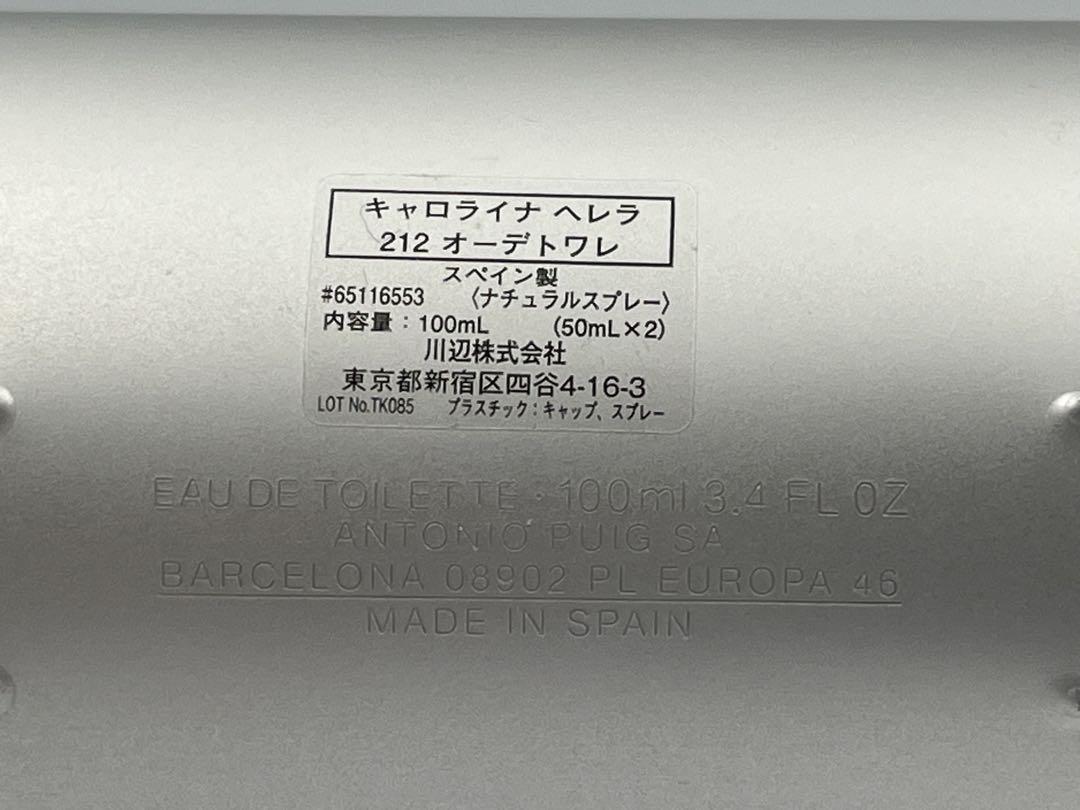 キャロライナ ヘレラ
212 オーデトワレ
スペイン製
#65116553 〈ナチュラルスプレー〉
内容量：100mL (50mL×2)
川辺株式会社
東京都新宿区四谷4-16-3
LOT No.TK085 プラスチック：キャップ、スプレー
EAU DE TOILETTE · 100ml 3.4 FL OZ
ANTONIO PUIG SA
BARCELONA 08902 PL EUROPA 46
MADE IN SPAIN